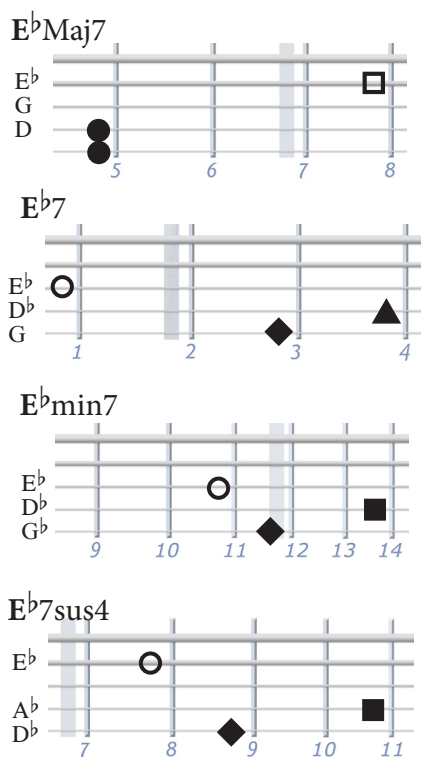 E♭Maj7
E♭
G
D
5 6 7 8
E♭7
E♭
D♭
G
1 2 3 4
E♭min7
E♭
D♭
G♭
9 10 11 12 13 14
E♭7sus4
E♭
A♭
D♭
7 8 9 10 11